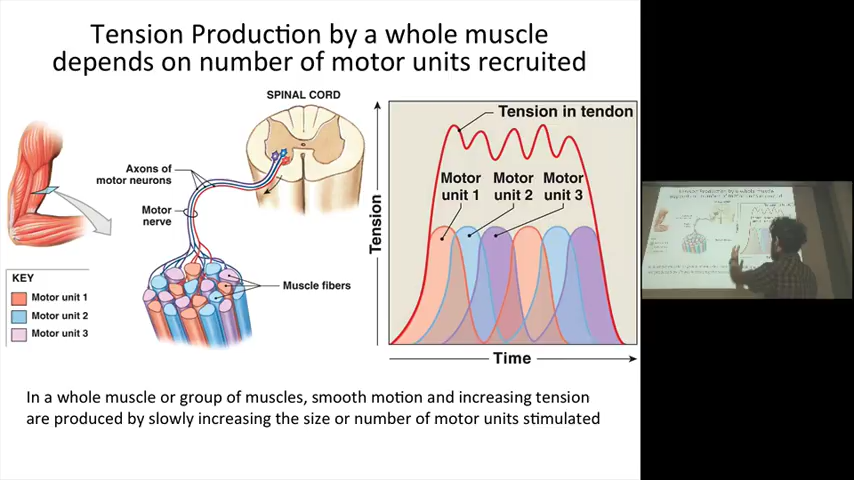 Tension Production by a whole muscle
depends on number of motor units recruited
SPINAL CORD
Axons of
motor neurons
Motor
nerve
Muscle fibers
KEY
Motor unit 1
Motor unit 2
Motor unit 3
Tension in tendon
Motor
unit 1
Motor
unit 2
Motor
unit 3
Tension
Time
In a whole muscle or group of muscles, smooth motion and increasing tension
are produced by slowly increasing the size or number of motor units stimulated